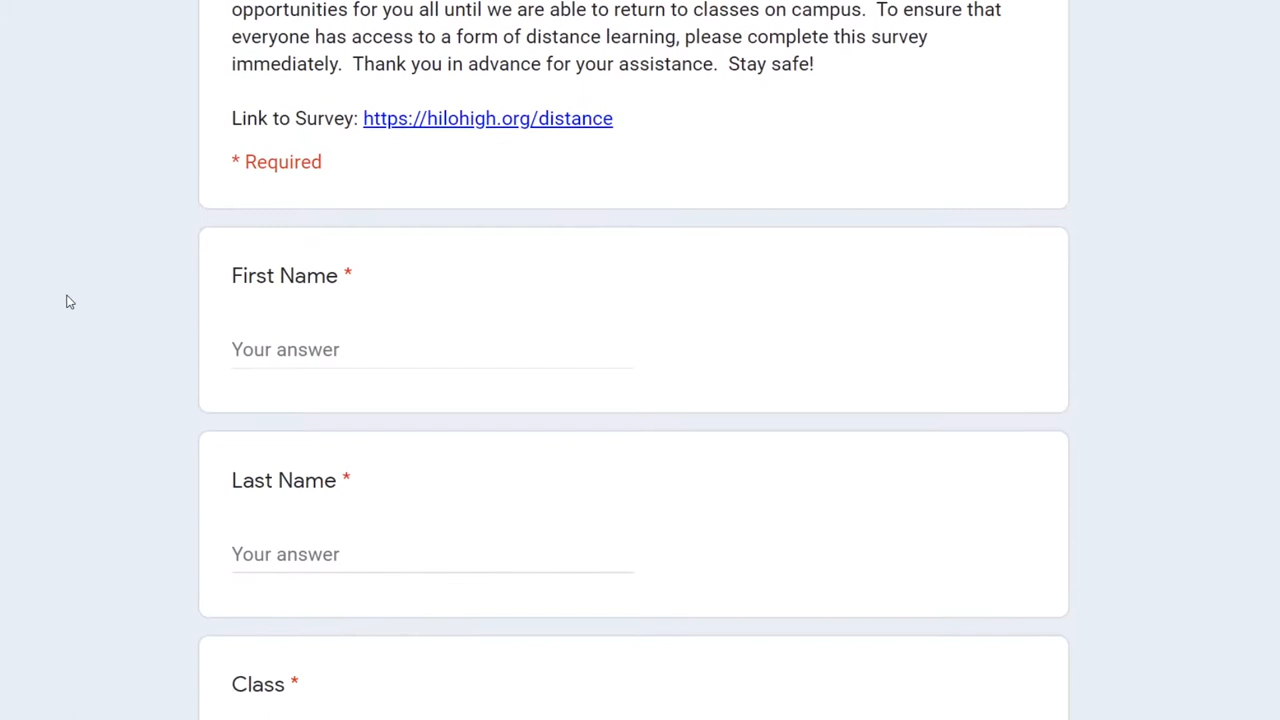 opportunities for you all until we are able to return to classes on campus.  To ensure that
everyone has access to a form of distance learning, please complete this survey
immediately.  Thank you in advance for your assistance.  Stay safe!
Link to Survey: https://hilohigh.org/distance
* Required
First Name *
Your answer
Last Name *
Your answer
Class *